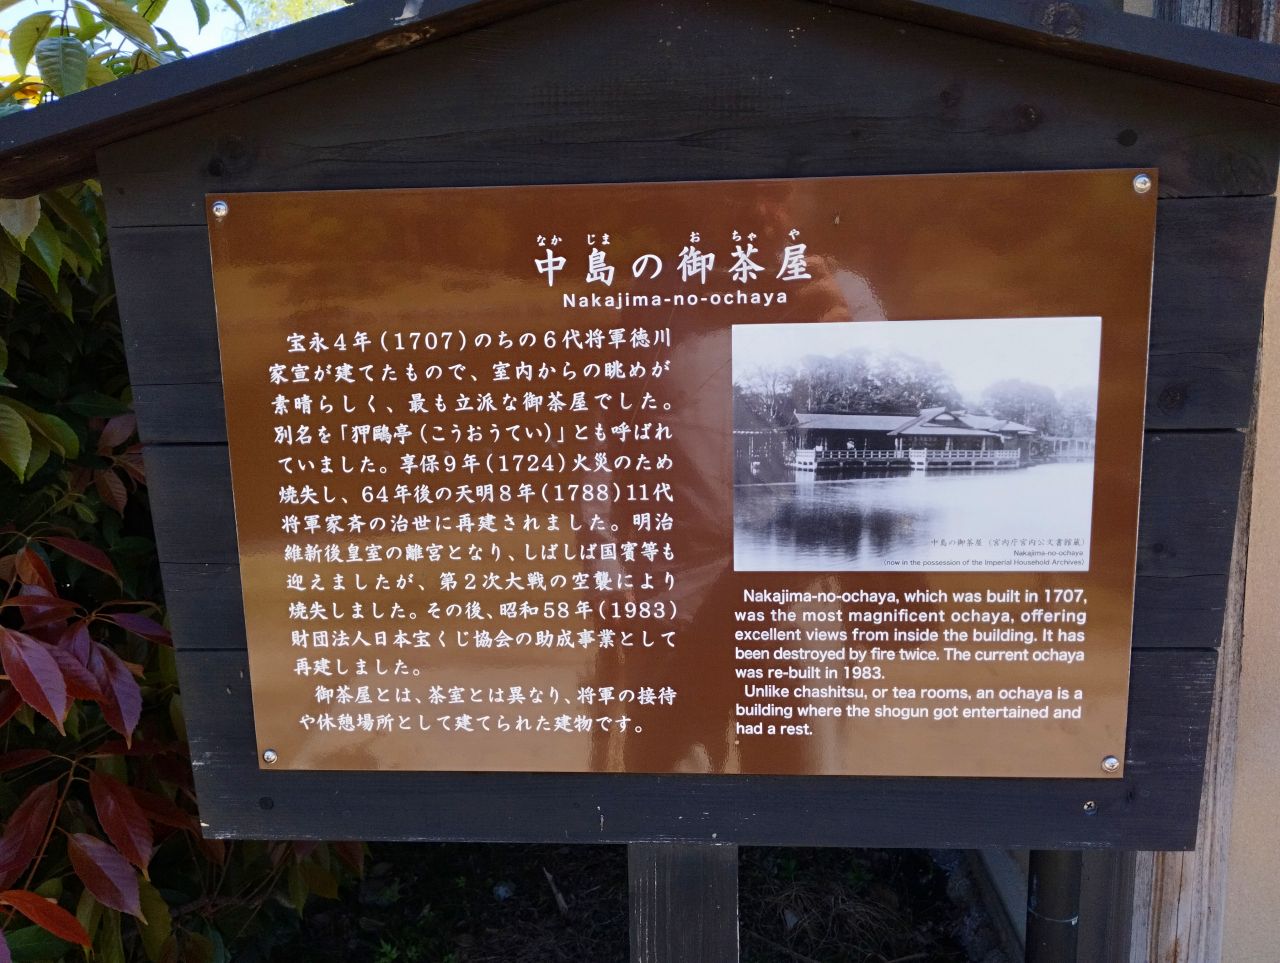 なか じま お ちゃ や
中島の御茶屋
Nakajima-no-ochaya
宝永4年(1707)のちの6代将軍徳川
家宣が建てたもので、室内からの眺めが
素晴らしく、最も立派な御茶屋でした。
別名を「狎鷗亭(こうおうてい)」とも呼ばれ
ていました。享保9年(1724)火災のため
焼失し、64年後の天明8年(1788)11代
将軍家斉の治世に再建されました。明治
維新後皇室の離宮となり、しばしば国賓等も
迎えましたが、第2次大戦の空襲により
焼失しました。その後、昭和58年(1983)
財団法人日本宝くじ協会の助成事業として
再建しました。
御茶屋とは、茶室とは異なり、将軍の接待
や休憩場所として建てられた建物です。
中島の御茶屋(宮内庁宮内公文書館蔵)
Nakajima-no-ochaya
(now in the possession of the Imperial Household Archives)
Nakajima-no-ochaya, which was built in 1707,
was the most magnificent ochaya, offering
excellent views from inside the building. It has
been destroyed by fire twice. The current ochaya
was re-built in 1983.
Unlike chashitsu, or tea rooms, an ochaya is a
building where the shogun got entertained and
had a rest.